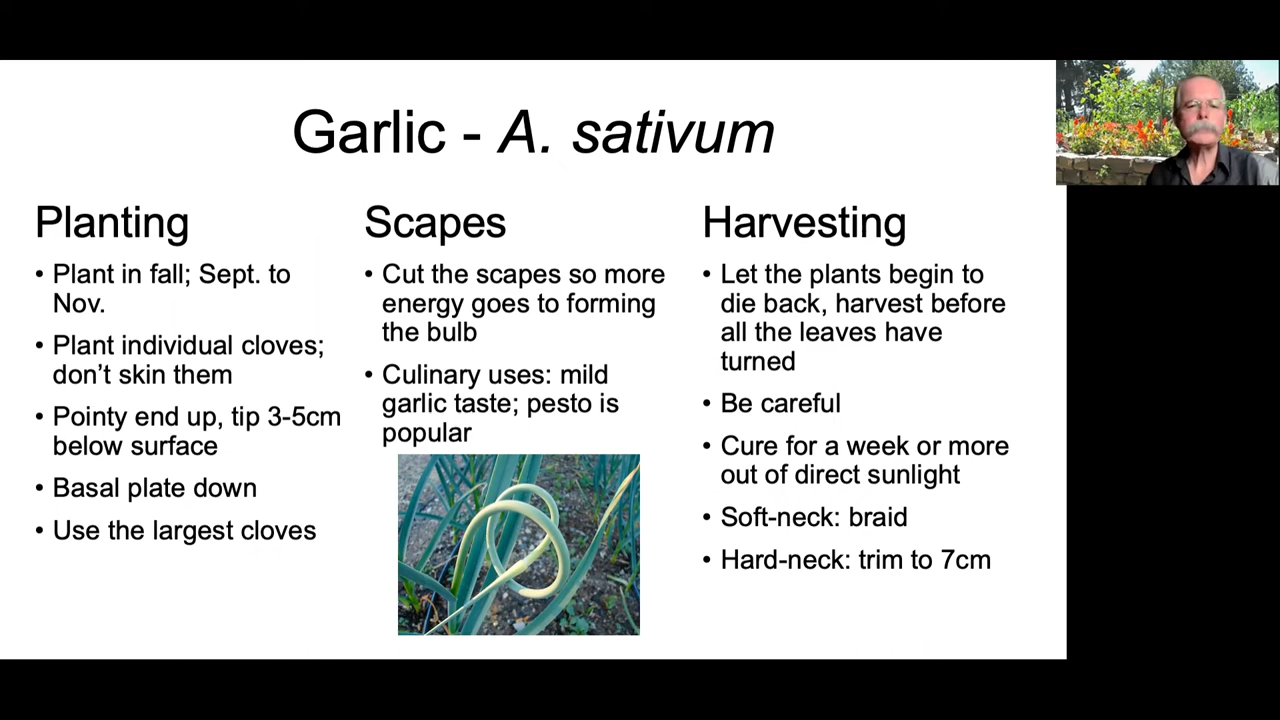 Garlic - A. sativum
Planting
• Plant in fall; Sept. to
Nov.
• Plant individual cloves;
don’t skin them
• Pointy end up, tip 3-5cm
below surface
• Basal plate down
• Use the largest cloves
Scapes
• Cut the scapes so more
energy goes to forming
the bulb
• Culinary uses: mild
garlic taste; pesto is
popular
Harvesting
• Let the plants begin to
die back, harvest before
all the leaves have
turned
• Be careful
• Cure for a week or more
out of direct sunlight
• Soft-neck: braid
• Hard-neck: trim to 7cm